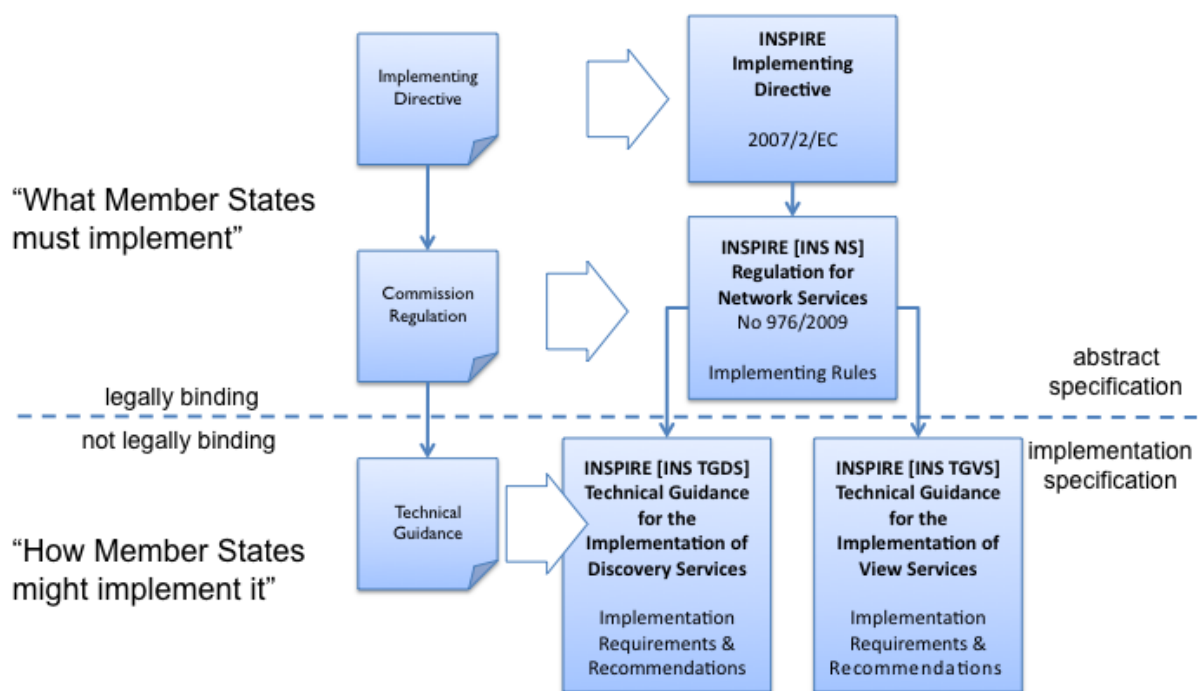 Implementing
Directive
INSPIRE
Implementing
Directive
2007/2/EC
“What Member States
must implement”
Commission
Regulation
INSPIRE [INS NS]
Regulation for
Network Services
No 976/2009
Implementing Rules
abstract
specification
legally binding
not legally binding
implementation
specification
Technical
Guidance
“How Member States
might implement it”
INSPIRE [INS TGDS]
Technical Guidance
for the
Implementation of
Discovery Services
Implementation
Requirements &
Recommendations
INSPIRE [INS TGVS]
Technical Guidance
for the
Implementation of
View Services
Implementation
Requirements &
Recommendations